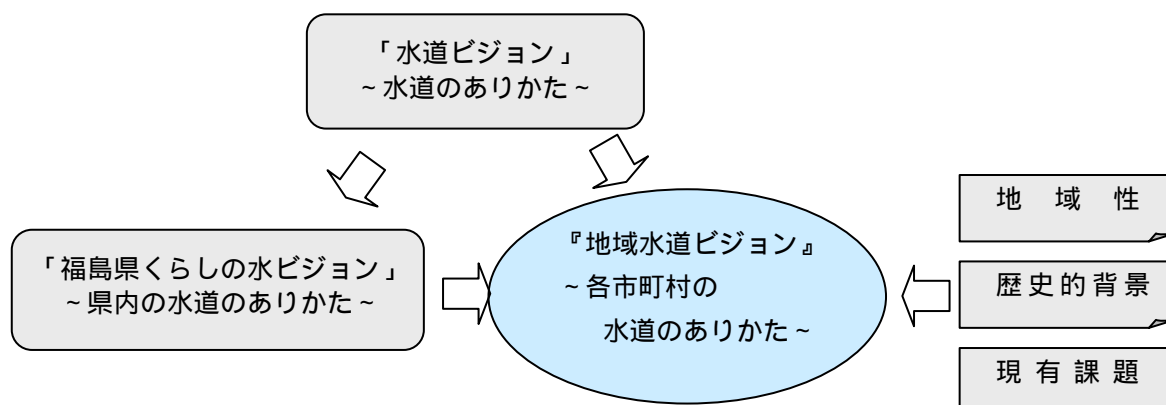 「水道ビジョン」
~水道のありかた~
「福島県くらしの水ビジョン」
~県内の水道のありかた~
『地域水道ビジョン』
~各市町村の
水道のありかた~
地域性
歴史的背景
現有課題